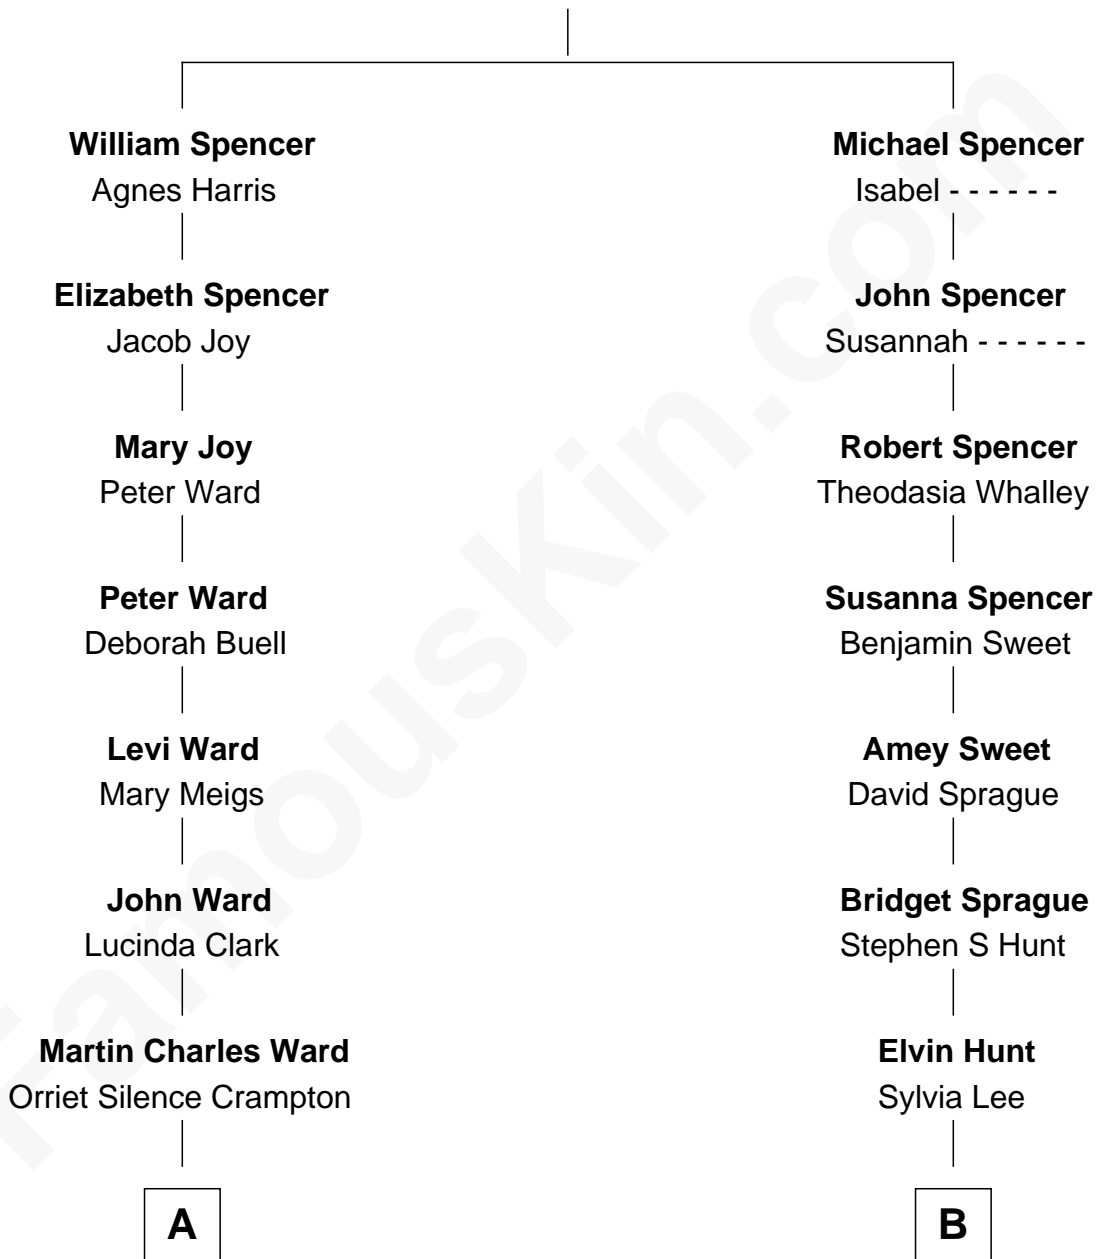 William Spencer
Agnes Harris
Michael Spencer
Isabel - - - - - -
Elizabeth Spencer
Jacob Joy
John Spencer
Susannah - - - - - -
Mary Joy
Peter Ward
Robert Spencer
Theodasia Whalley
Peter Ward
Deborah Buell
Susanna Spencer
Benjamin Sweet
Levi Ward
Mary Meigs
Amey Sweet
David Sprague
John Ward
Lucinda Clark
Bridget Sprague
Stephen S Hunt
Martin Charles Ward
Orriet Silence Crampton
Elvin Hunt
Sylvia Lee
A
B
FamousKin.com